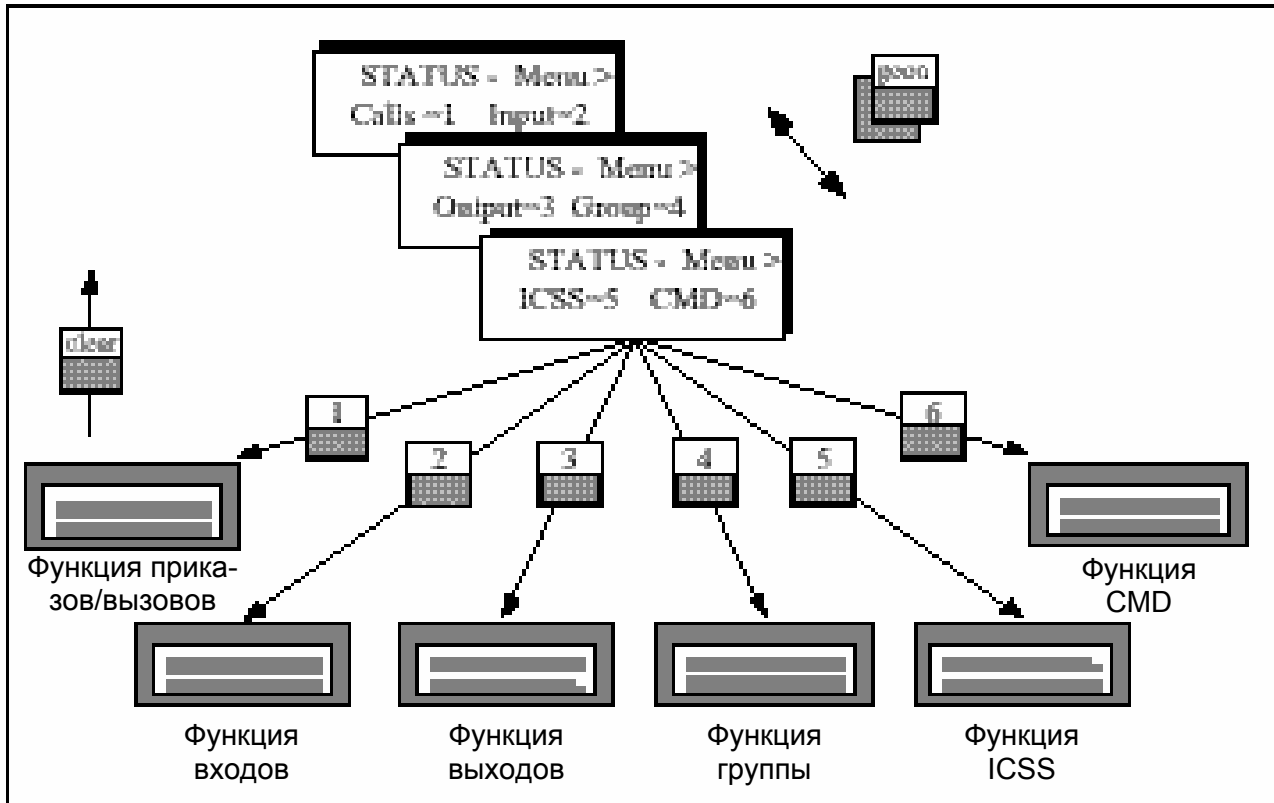 STATUS - Menu >
Calls ~1 Input~2
STATUS - Menu >
Output~3 Group~4
STATUS - Menu >
ICSS~5 CMD~6
clear
1
2
3
4
5
6
Функция прика-
зов/вызовов
Функция
входов
Функция
выходов
Функция
группы
Функция
ICSS
Функция
CMD